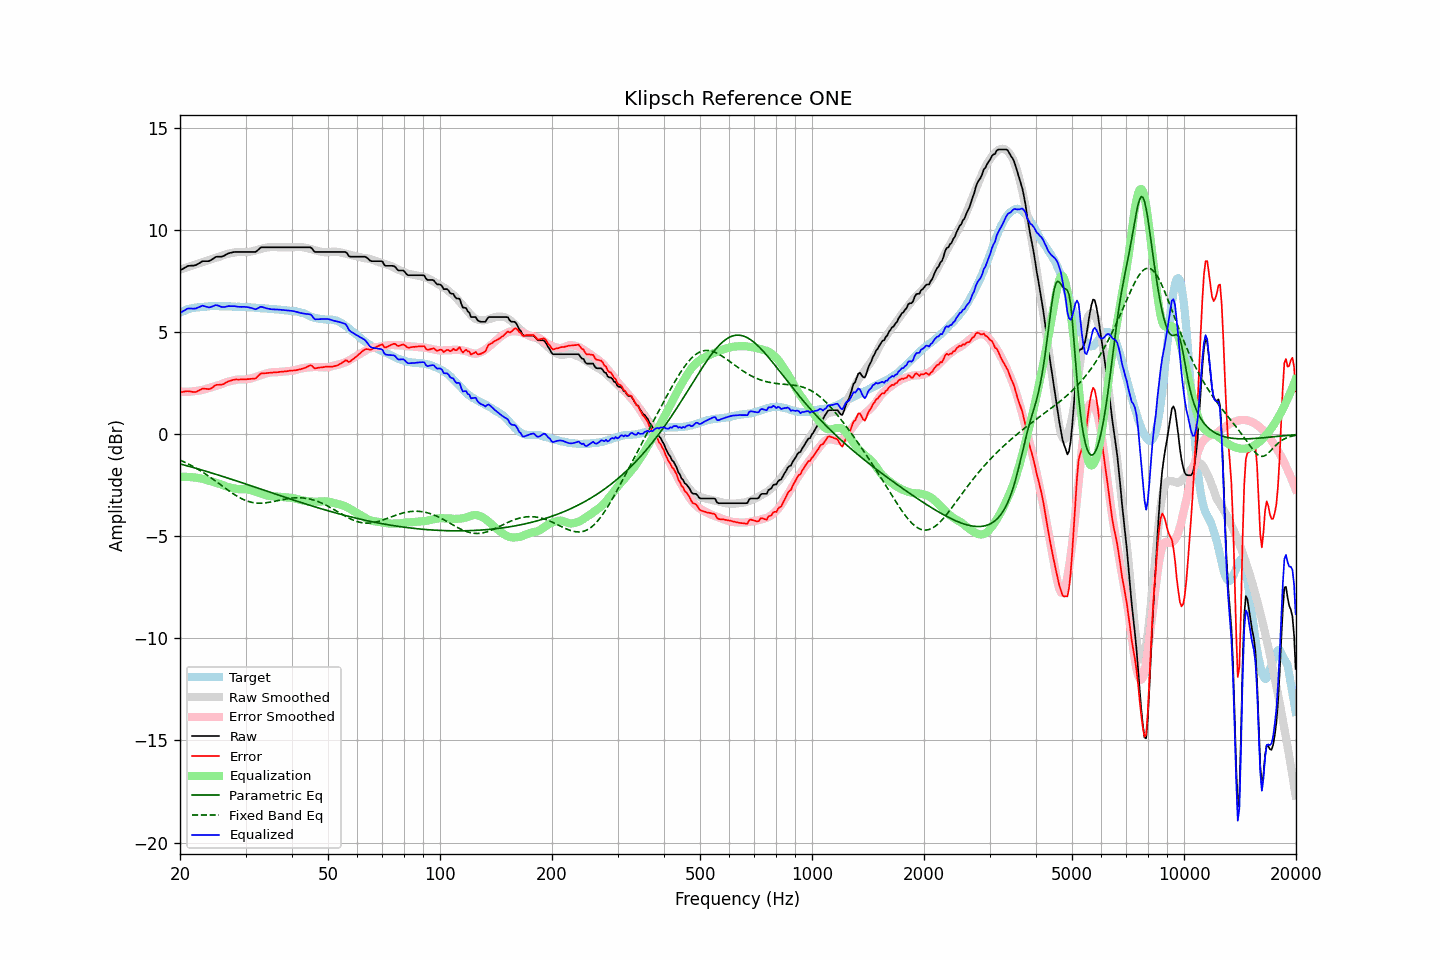 Klipsch Reference ONE
15
10
5
0
−5
−10
−15
−20
Amplitude (dBr)
Target
Raw Smoothed
Error Smoothed
Raw
Error
Equalization
Parametric Eq
Fixed Band Eq
Equalized
20 50 100 200 500 1000 2000 5000 10000 20000
Frequency (Hz)